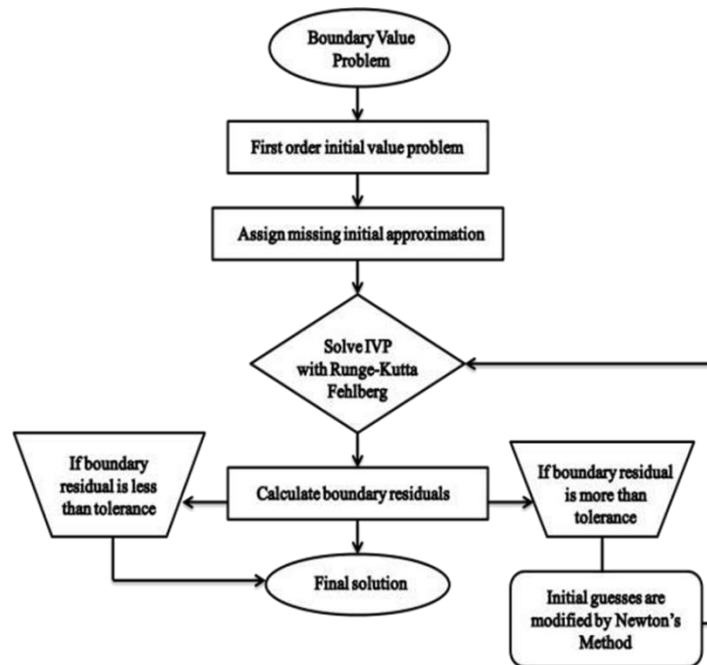 Boundary Value
Problem
First order initial value problem
Assign missing initial approximation
Solve IVP
with Runge-Kutta
Fehlberg
If boundary
residual is less
than tolerance
Calculate boundary residuals
If boundary residual
is more than
tolerance
Final solution
Initial guesses are
modified by Newton's
Method